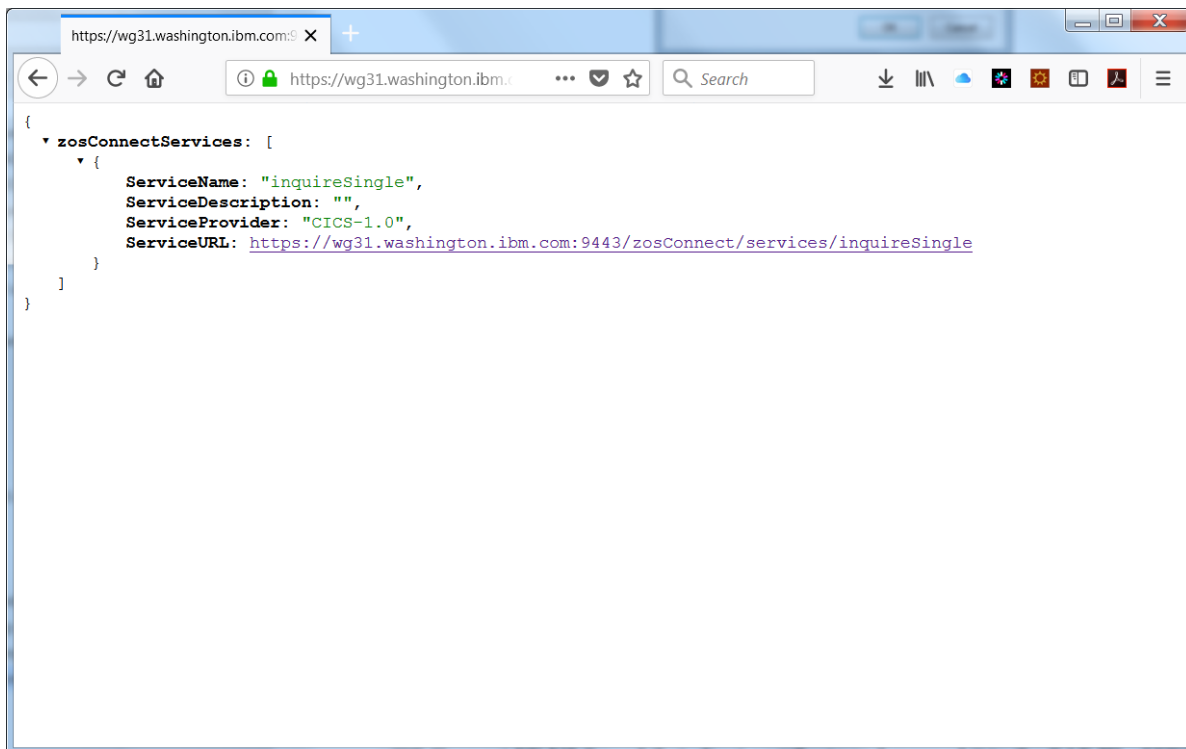 https://wg31.washington.ibm.com:9
https://wg31.washington.ibm.c
Search
{
zosConnectServices: [
{
ServiceName: "inquireSingle",
ServiceDescription: "",
ServiceProvider: "CICS-1.0",
ServiceURL: https://wg31.washington.ibm.com:9443/zosConnect/services/inquireSingle
}
]
}